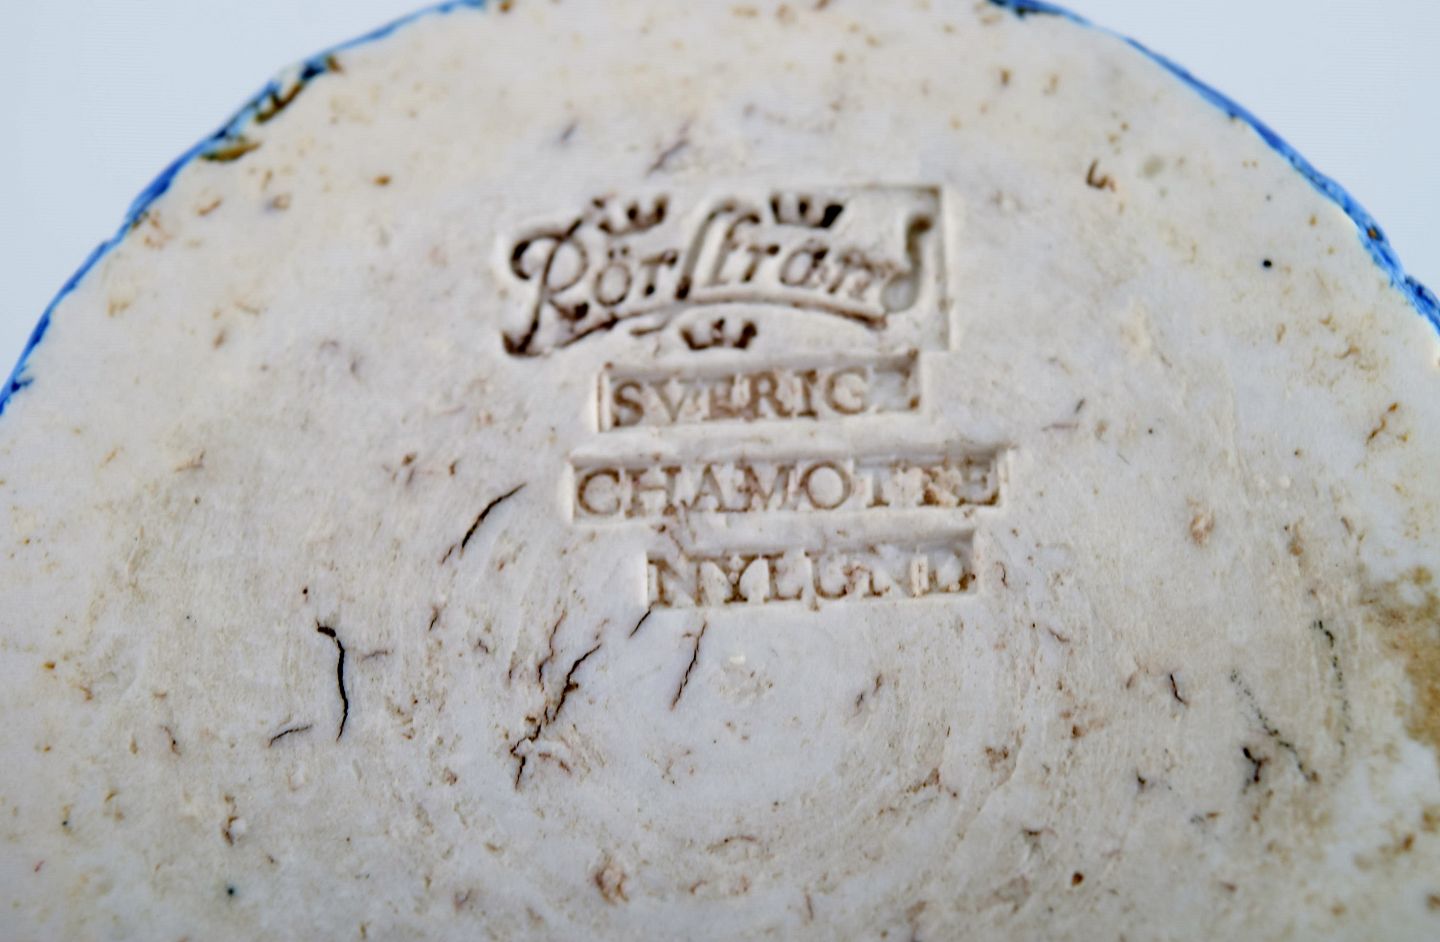 Rörstrand
SVERIGE
CHAMOTTE
NYLUND